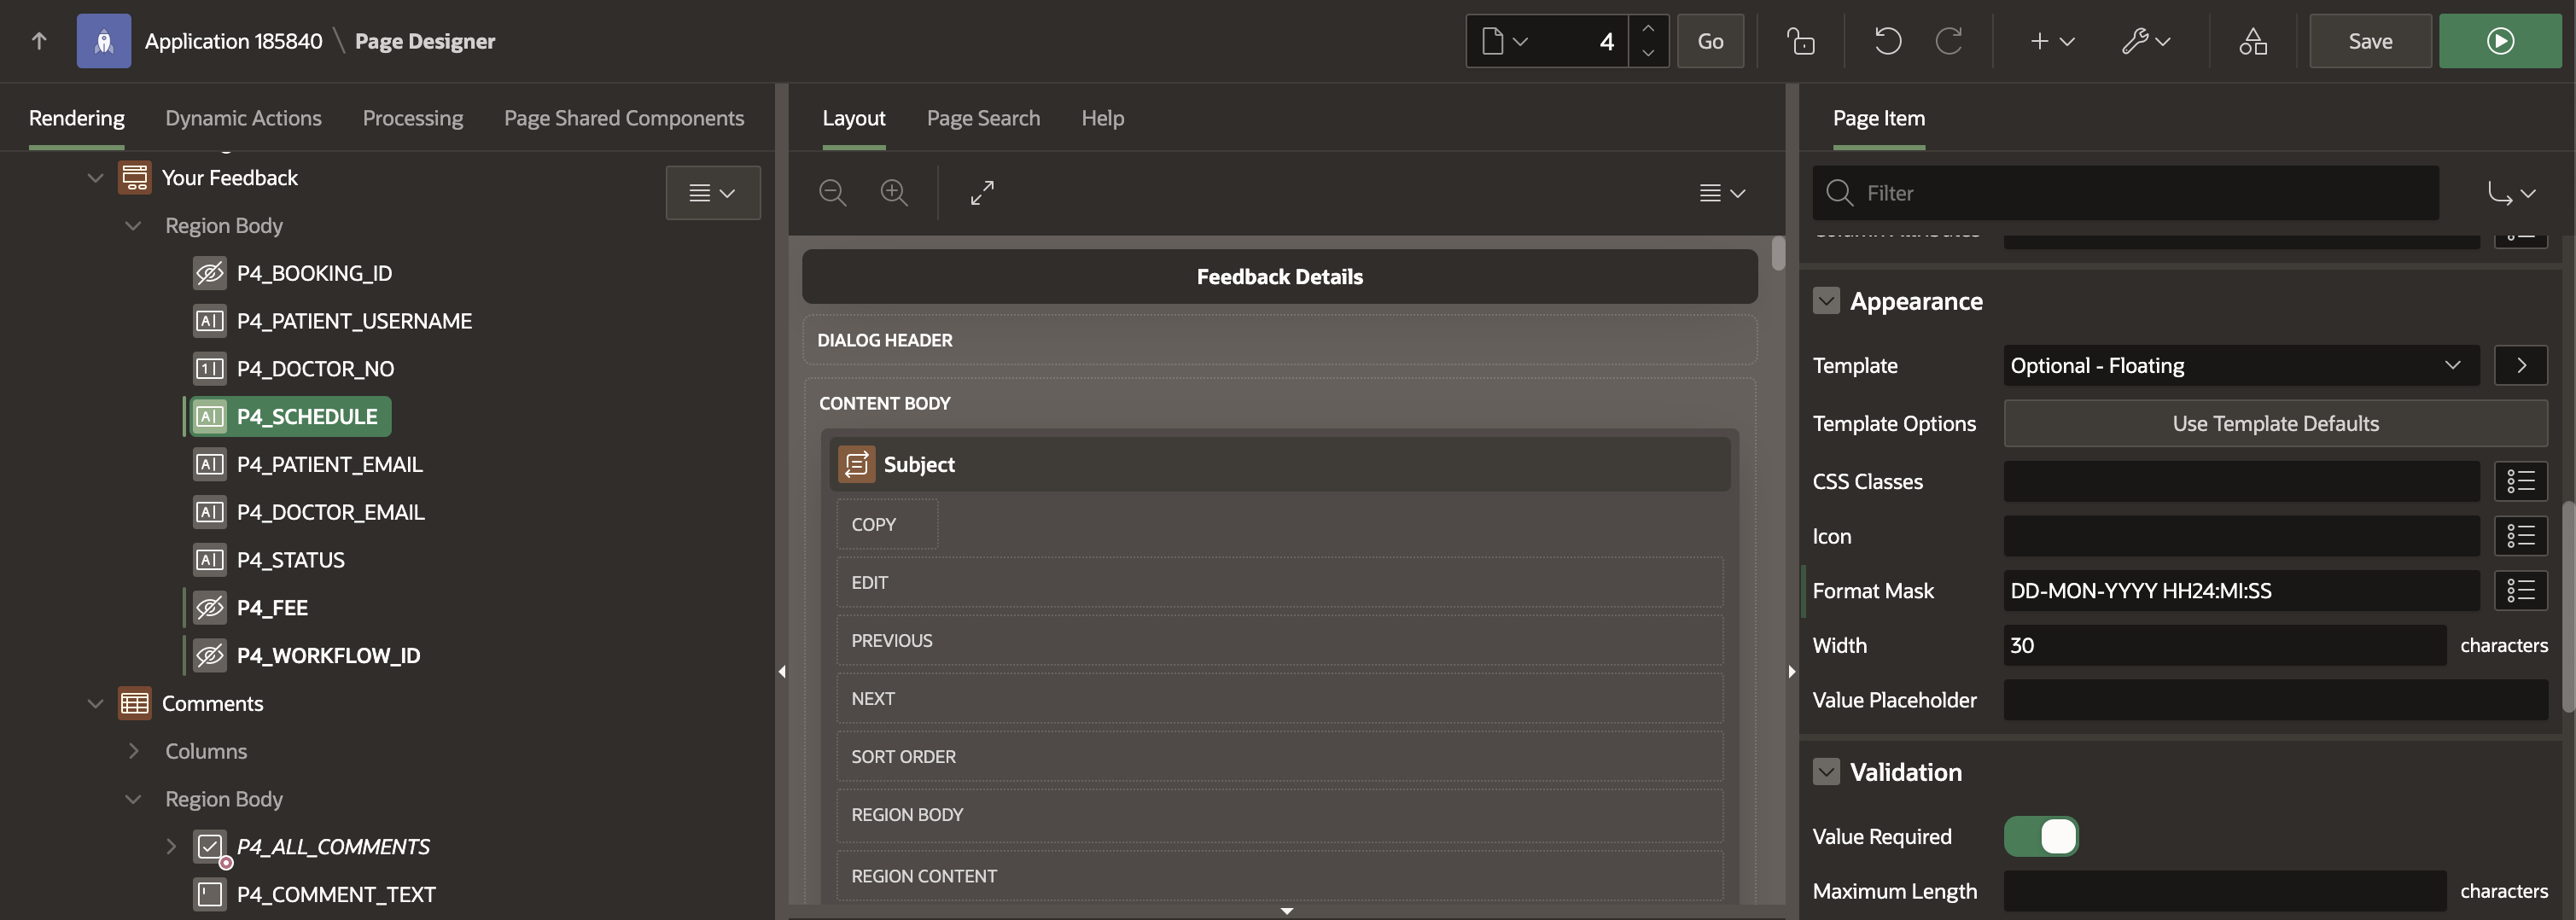 Application 185840 \ Page Designer
4
Go
Save
Rendering
Dynamic Actions
Processing
Page Shared Components
Your Feedback
Region Body
P4_BOOKING_ID
P4_PATIENT_USERNAME
P4_DOCTOR_NO
P4_SCHEDULE
P4_PATIENT_EMAIL
P4_DOCTOR_EMAIL
P4_STATUS
P4_FEE
P4_WORKFLOW_ID
Comments
Columns
Region Body
P4_ALL_COMMENTS
P4_COMMENT_TEXT
Layout
Page Search
Help
Feedback Details
DIALOG HEADER
CONTENT BODY
Subject
COPY
EDIT
PREVIOUS
NEXT
SORT ORDER
REGION BODY
REGION CONTENT
Page Item
Filter
Appearance
Template
Optional - Floating
Template Options
Use Template Defaults
CSS Classes
Icon
Format Mask
DD-MON-YYYY HH24:MI:SS
Width
30
characters
Value Placeholder
Validation
Value Required
Maximum Length
characters